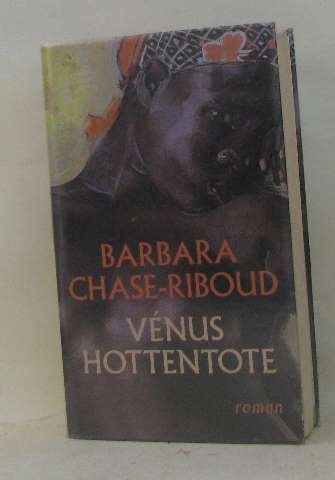 BARBARA
CHASE-RIBOUD
VÉNUS
HOTTENTOTE
roman